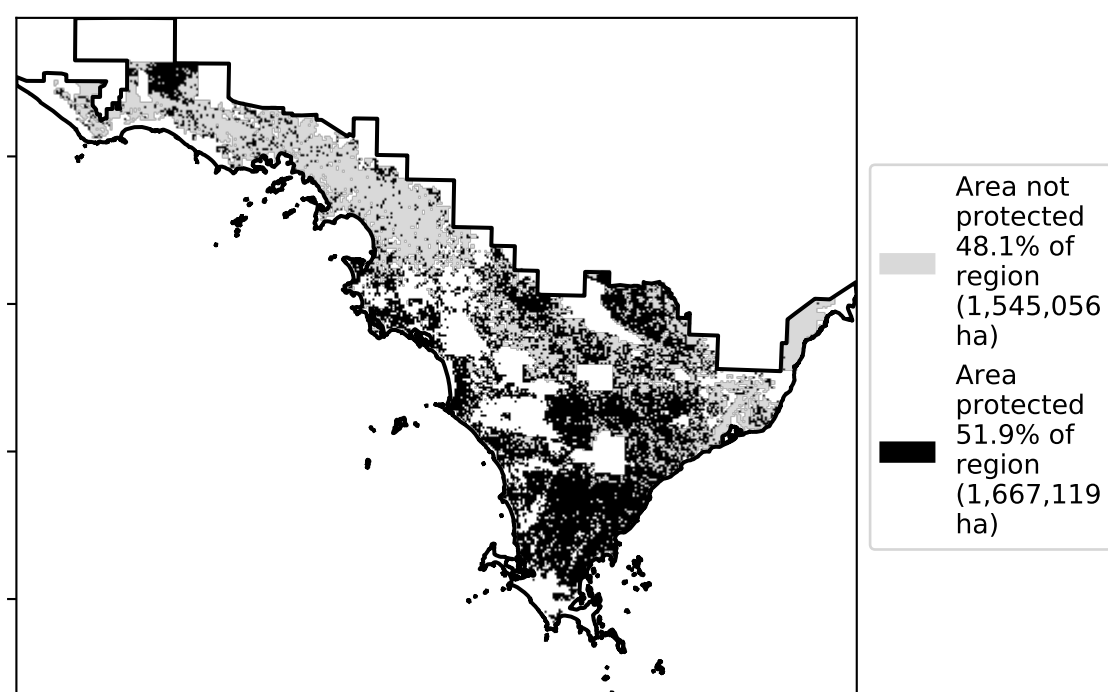 Area not
protected
48.1% of
region
(1,545,056
ha)
Area
protected
51.9% of
region
(1,667,119
ha)